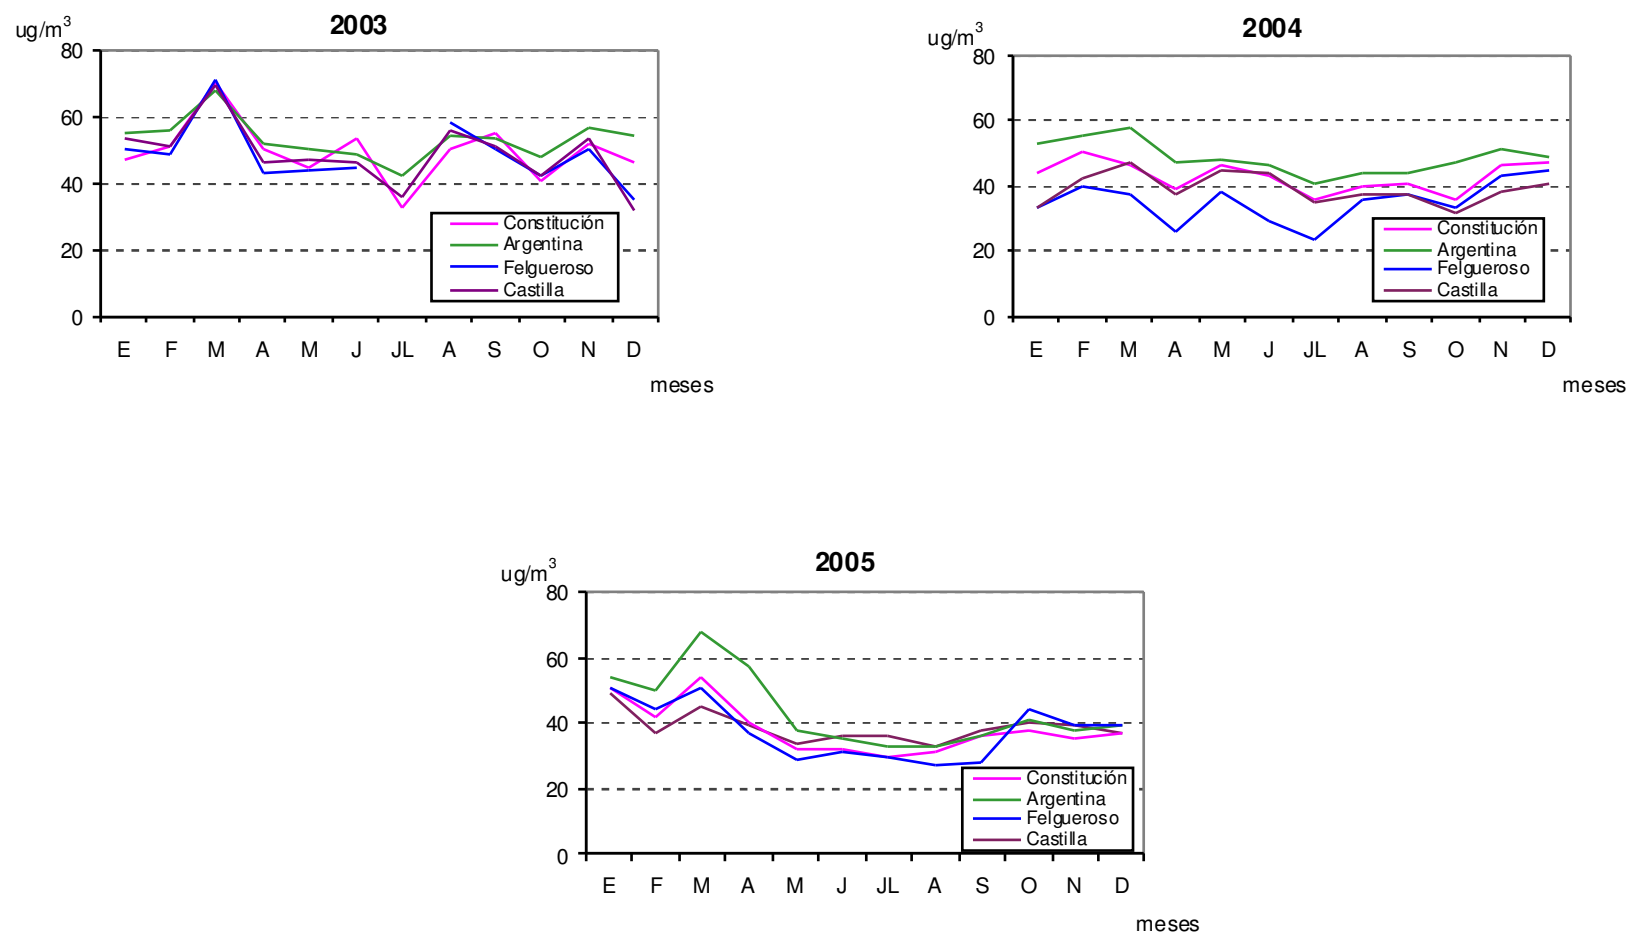 2003
ug/m3
80
60
40
20
0
Constitución
Argentina
Felgueroso
Castilla
E F M A M J JL A S O N D
meses
2004
ug/m3
80
60
40
20
0
Constitución
Argentina
Felgueroso
Castilla
E F M A M J JL A S O N D
meses
2005
ug/m3
80
60
40
20
0
Constitución
Argentina
Felgueroso
Castilla
E F M A M J JL A S O N D
meses